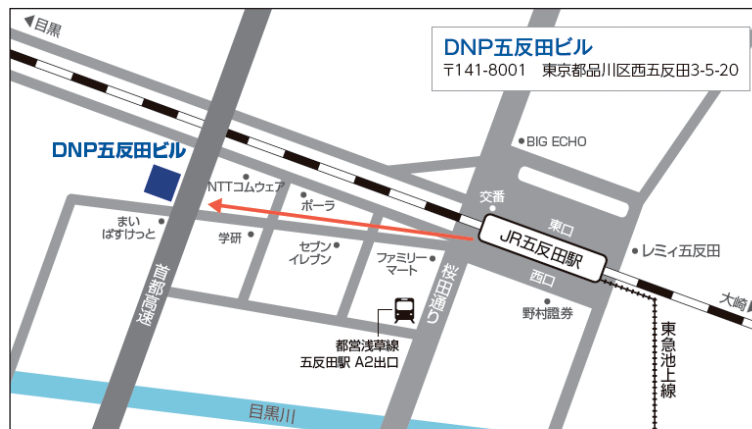 ◀目黒
DNP五反田ビル
〒141-8001 東京都品川区西五反田3-5-20
BIG ECHO
DNP五反田ビル
NTTコムウェア
ポーラ
交番
東口
JR五反田駅
レミィ五反田
まい
ばすけっと
学研
セブン
イレブン
ファミリー
マート
西口
野村證券
大崎▶
首都高速
桜田通り
都営浅草線
五反田駅 A2出口
東急池上線
目黒川